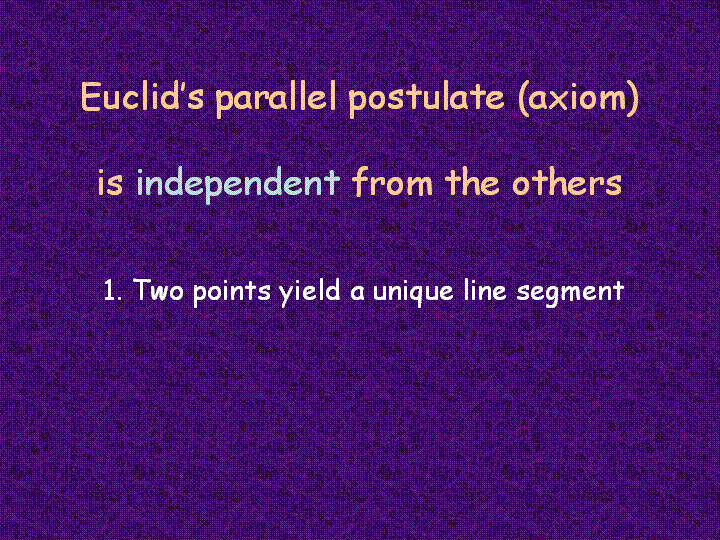 Euclid's parallel postulate (axiom)
is independent from the others
1. Two points yield a unique line segment